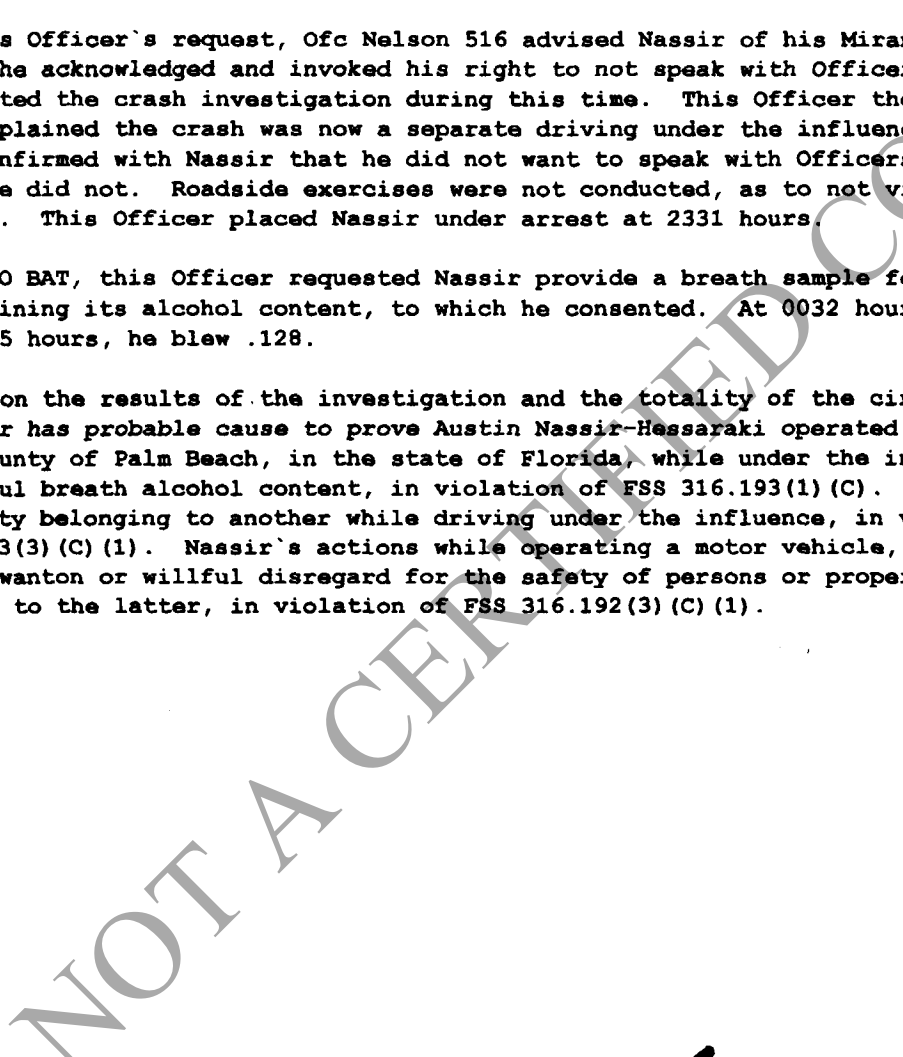 s Officer`s request, Ofc Nelson 516 advised Nassir of his Miran
he acknowledged and invoked his right to not speak with Officer
ted the crash investigation during this time.  This Officer the
plained the crash was now a separate driving under the influenc
nfirmed with Nassir that he did not want to speak with Officers
e did not.  Roadside exercises were not conducted, as to not vi
.  This Officer placed Nassir under arrest at 2331 hours.
O BAT, this Officer requested Nassir provide a breath sample fo
ining its alcohol content, to which he consented.  At 0032 hour
5 hours, he blew .128.
on the results of the investigation and the totality of the cir
r has probable cause to prove Austin Nassir-Hessaraki operated
unty of Palm Beach, in the state of Florida, while under the in
ul breath alcohol content, in violation of FSS 316.193(1)(C).
ty belonging to another while driving under the influence, in v
3(3)(C)(1).  Nassir`s actions while operating a motor vehicle,
wanton or willful disregard for the safety of persons or proper
to the latter, in violation of FSS 316.192(3)(C)(1).
NOT A CERTIFIED CO